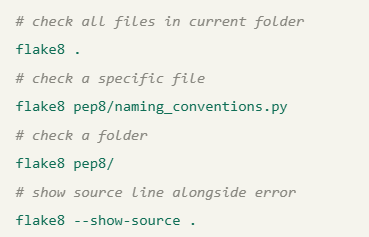 # check all files in current folder
flake8 .
# check a specific file
flake8 pep8/naming_conventions.py
# check a folder
flake8 pep8/
# show source line alongside error
flake8 --show-source .